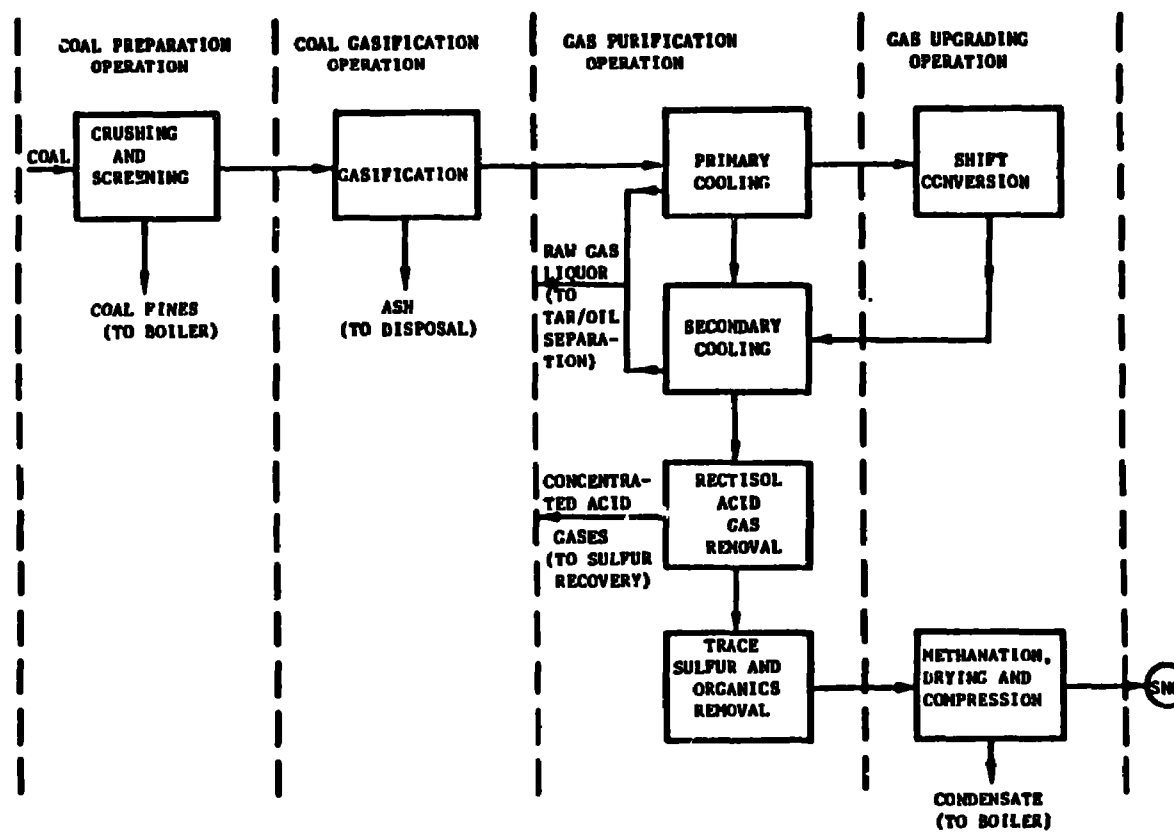 COAL PREPARATION
OPERATION
COAL GASIFICATION
OPERATION
GAS PURIFICATION
OPERATION
GAS UPGRADING
OPERATION
COAL
CRUSHING
AND
SCREENING
GASIFICATION
PRIMARY
COOLING
SHIFT
CONVERSION
COAL FINES
(TO BOILER)
ASH
(TO DISPOSAL)
RAW GAS
LIQUOR
(TO
TAR/OIL
SEPARA-
TION)
SECONDARY
COOLING
CONCENTRA-
TED ACID
GASES
(TO SULFUR
RECOVERY)
RECTISOL
ACID
GAS
REMOVAL
TRACE
SULFUR AND
ORGANICS
REMOVAL
METHANATION,
DRYING AND
COMPRESSION
CONDENSATE
(TO BOILER)